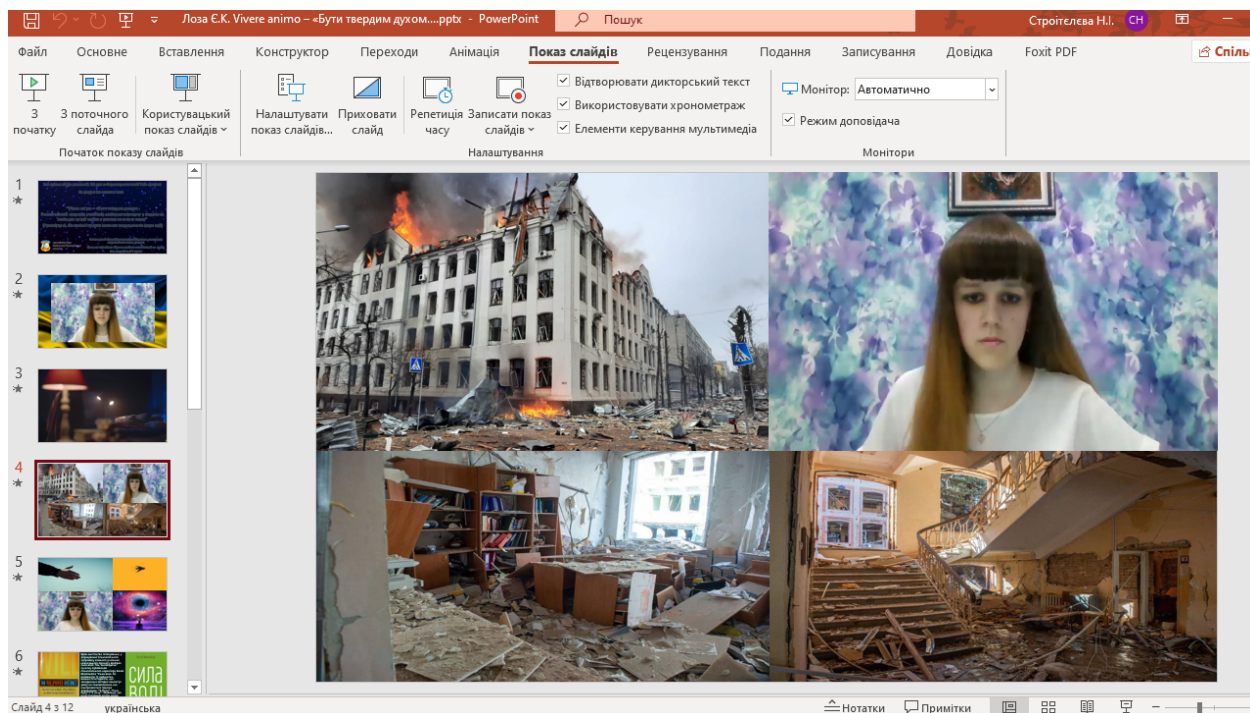 Лоза Є.К. Vivere animo – «Бути твердим духом....pptx - PowerPoint
Пошук
Строітєлєва Н.І. СН
Файл Основне Вставлення Конструктор Переходи Анімація Показ слайдів Рецензування Подання Записування Довідка Foxit PDF Спіль
З початку
З поточного слайда
Користувацький показ слайдів
Налаштувати показ слайдів...
Приховати слайд
Репетиція часу
Записати показ слайдів
Відтворювати дикторський текст
Використовувати хронометраж
Елементи керування мультимедіа
Монітор: Автоматично
Режим доповідача
Початок показу слайдів
Налаштування
Монітори
1
2
3
4
5
6
СИЛА
ВОЛІ
Слайд 4 з 12 українська Нотатки Примітки